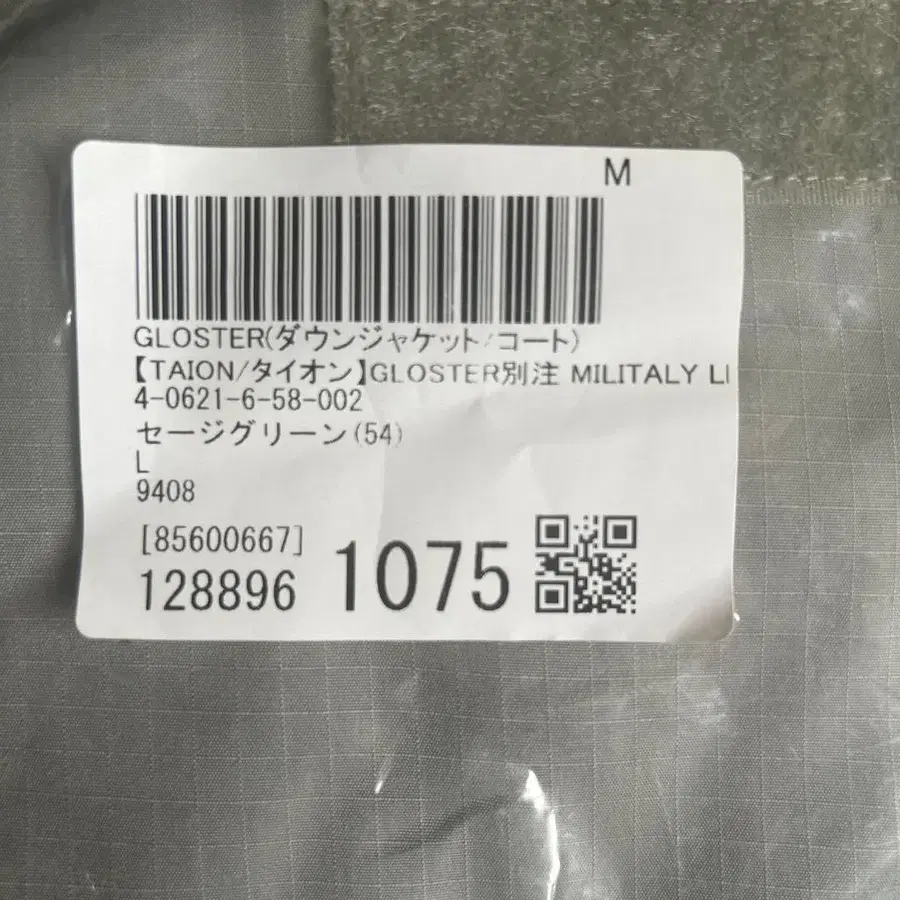 M
GLOSTER(ダウンジャケット/コート)
【TAION/タイオン】GLOSTER別注 MILITALY LI
4-0621-6-58-002
セージグリーン(54)
L
9408
[85600667]
128896 1075